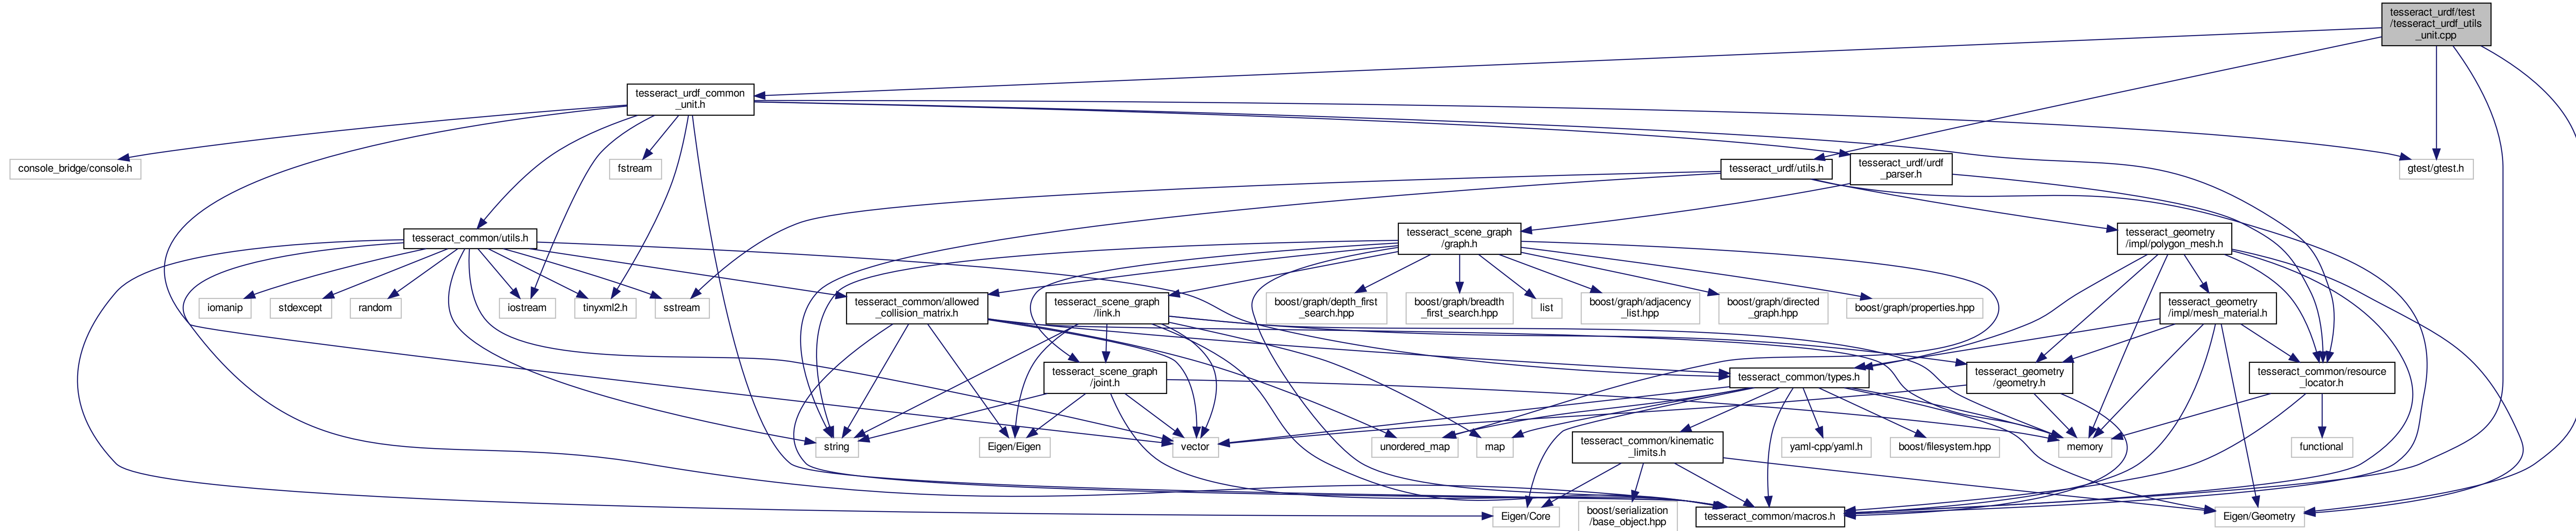 tesseract_urdf/test
/tesseract_urdf_utils
_unit.cpp
tesseract_urdf_common
_unit.h
console_bridge/console.h
fstream
tesseract_urdf/utils.h
tesseract_urdf/urdf
_parser.h
gtest/gtest.h
tesseract_common/utils.h
tesseract_scene_graph
/graph.h
tesseract_geometry
/impl/polygon_mesh.h
iomanip
stdexcept
random
iostream
tinyxml2.h
sstream
tesseract_common/allowed
_collision_matrix.h
tesseract_scene_graph
/link.h
boost/graph/depth_first
_search.hpp
boost/graph/breadth
_first_search.hpp
list
boost/graph/adjacency
_list.hpp
boost/graph/directed
_graph.hpp
boost/graph/properties.hpp
tesseract_geometry
/impl/mesh_material.h
tesseract_scene_graph
/joint.h
tesseract_common/types.h
tesseract_geometry
/geometry.h
tesseract_common/resource
_locator.h
string
Eigen/Eigen
vector
unordered_map
map
tesseract_common/kinematic
_limits.h
yaml-cpp/yaml.h
boost/filesystem.hpp
memory
functional
Eigen/Core
boost/serialization
/base_object.hpp
tesseract_common/macros.h
Eigen/Geometry